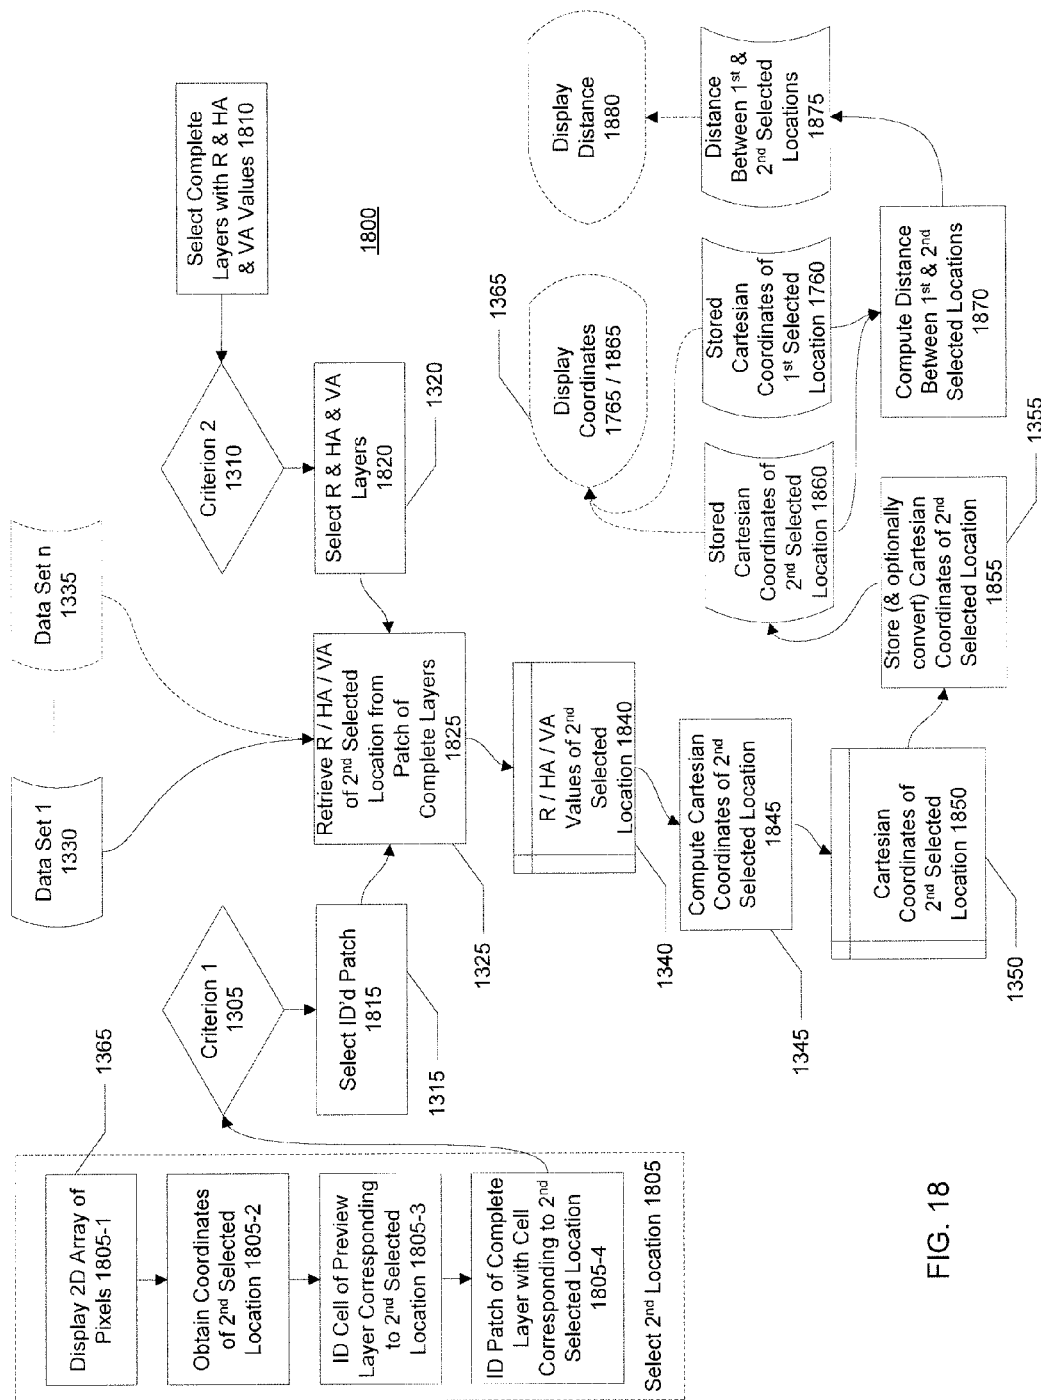 Display 2D Array of
Pixels 1805-1
1365
Obtain Coordinates
of 2nd Selected
Location 1805-2
ID Cell of Preview
Layer Corresponding
to 2nd Selected
Location 1805-3
ID Patch of Complete
Layer with Cell
Corresponding to 2nd
Selected Location
1805-4
Select 2nd Location 1805
Criterion 1
1305
Select ID'd Patch
1815
1315
Data Set 1
1330
Data Set n
1335
Criterion 2
1310
Select Complete
Layers with R & HA
& VA Values 1810
Select R & HA & VA
Layers
1820
1320
Retrieve R / HA / VA
of 2nd Selected
Location from
Patch of
Complete Layers
1825
1325
R / HA / VA
Values of 2nd
Selected
Location 1840
1340
Compute Cartesian
Coordinates of 2nd
Selected Location
1845
1345
Cartesian
Coordinates of
2nd Selected
Location 1850
1350
Store (& optionally
convert) Cartesian
Coordinates of 2nd
Selected Location
1855
1355
Stored
Cartesian
Coordinates of
2nd Selected
Location 1860
Stored
Cartesian
Coordinates of
1st Selected
Location 1760
Display
Coordinates
1765 / 1865
1365
Compute Distance
Between 1st & 2nd
Selected Locations
1870
Distance
Between 1st &
2nd Selected
Locations
1875
Display
Distance
1880
1800
FIG. 18